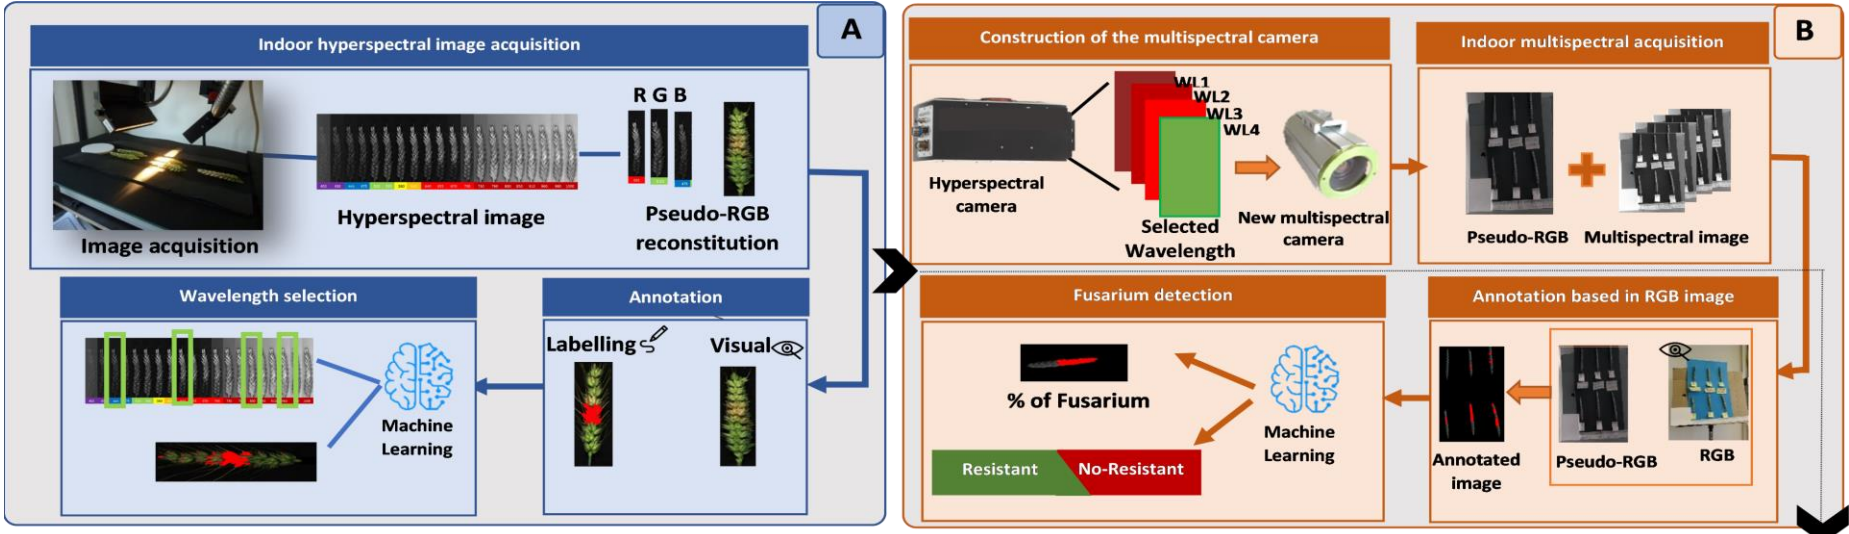 A
Indoor hyperspectral image acquisition
R G B
Image acquisition
Hyperspectral image
Pseudo-RGB
reconstitution
Wavelength selection
Machine
Learning
Annotation
Labelling
Visual
B
Construction of the multispectral camera
WL1
WL2
WL3
WL4
Hyperspectral
camera
Selected
Wavelength
New multispectral
camera
Indoor multispectral acquisition
Pseudo-RGB
Multispectral image
Fusarium detection
% of Fusarium
Resistant
No-Resistant
Machine
Learning
Annotation based in RGB image
Annotated
image
Pseudo-RGB
RGB